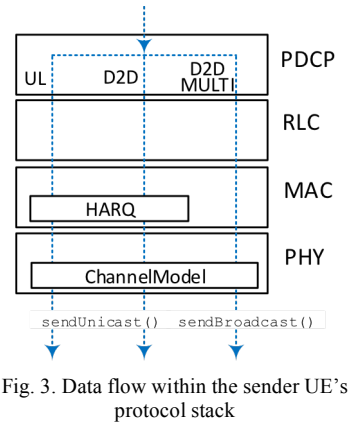 PDCP
UL
D2D
D2D
MULTI
RLC
MAC
HARQ
PHY
ChannelModel
sendUnicast() sendBroadcast()
Fig. 3. Data flow within the sender UE's
protocol stack